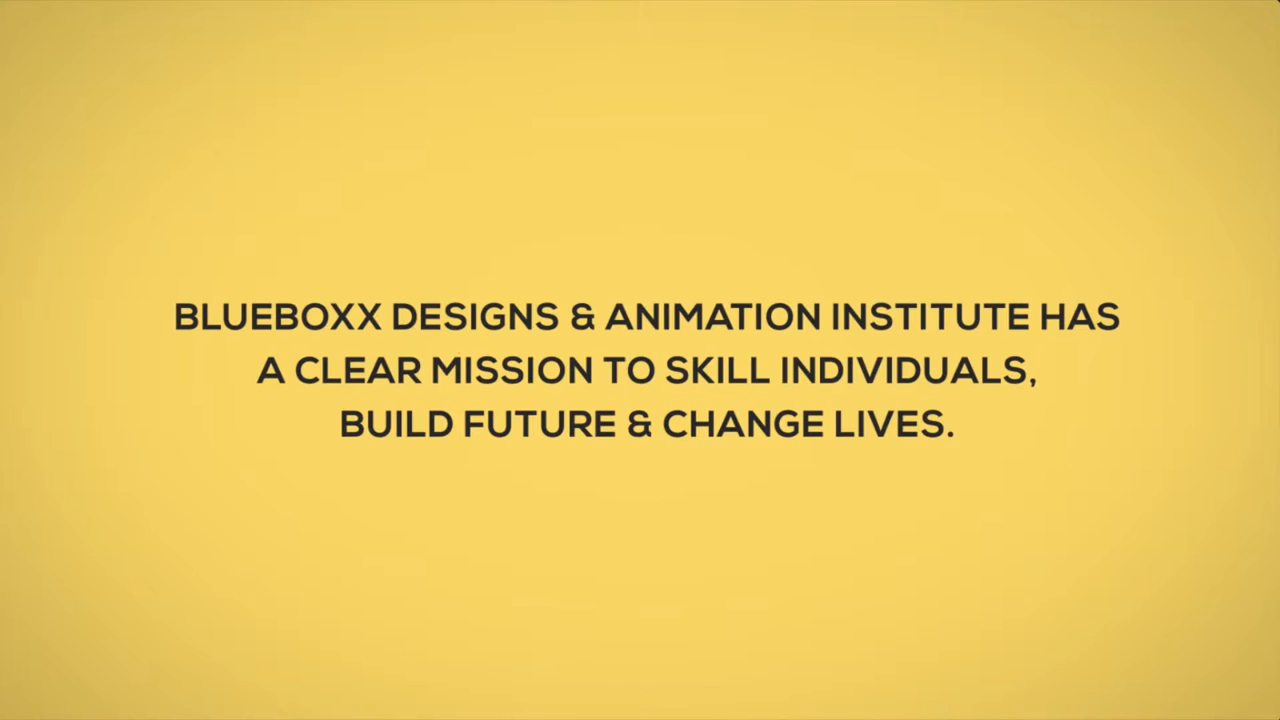 BLUEBOXX DESIGNS & ANIMATION INSTITUTE HAS
A CLEAR MISSION TO SKILL INDIVIDUALS,
BUILD FUTURE & CHANGE LIVES.